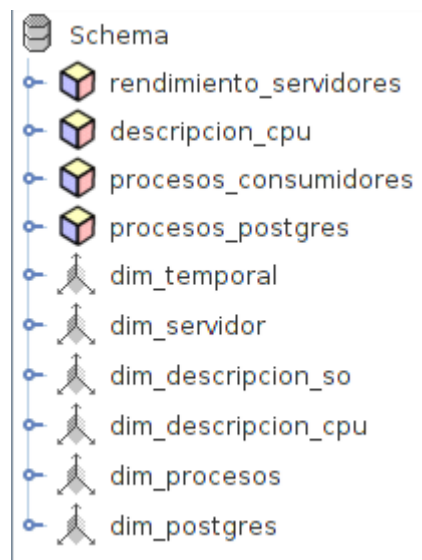 Schema
rendimiento_servidores
descripcion_cpu
procesos_consumidores
procesos_postgres
dim_temporal
dim_servidor
dim_descripcion_so
dim_descripcion_cpu
dim_procesos
dim_postgres